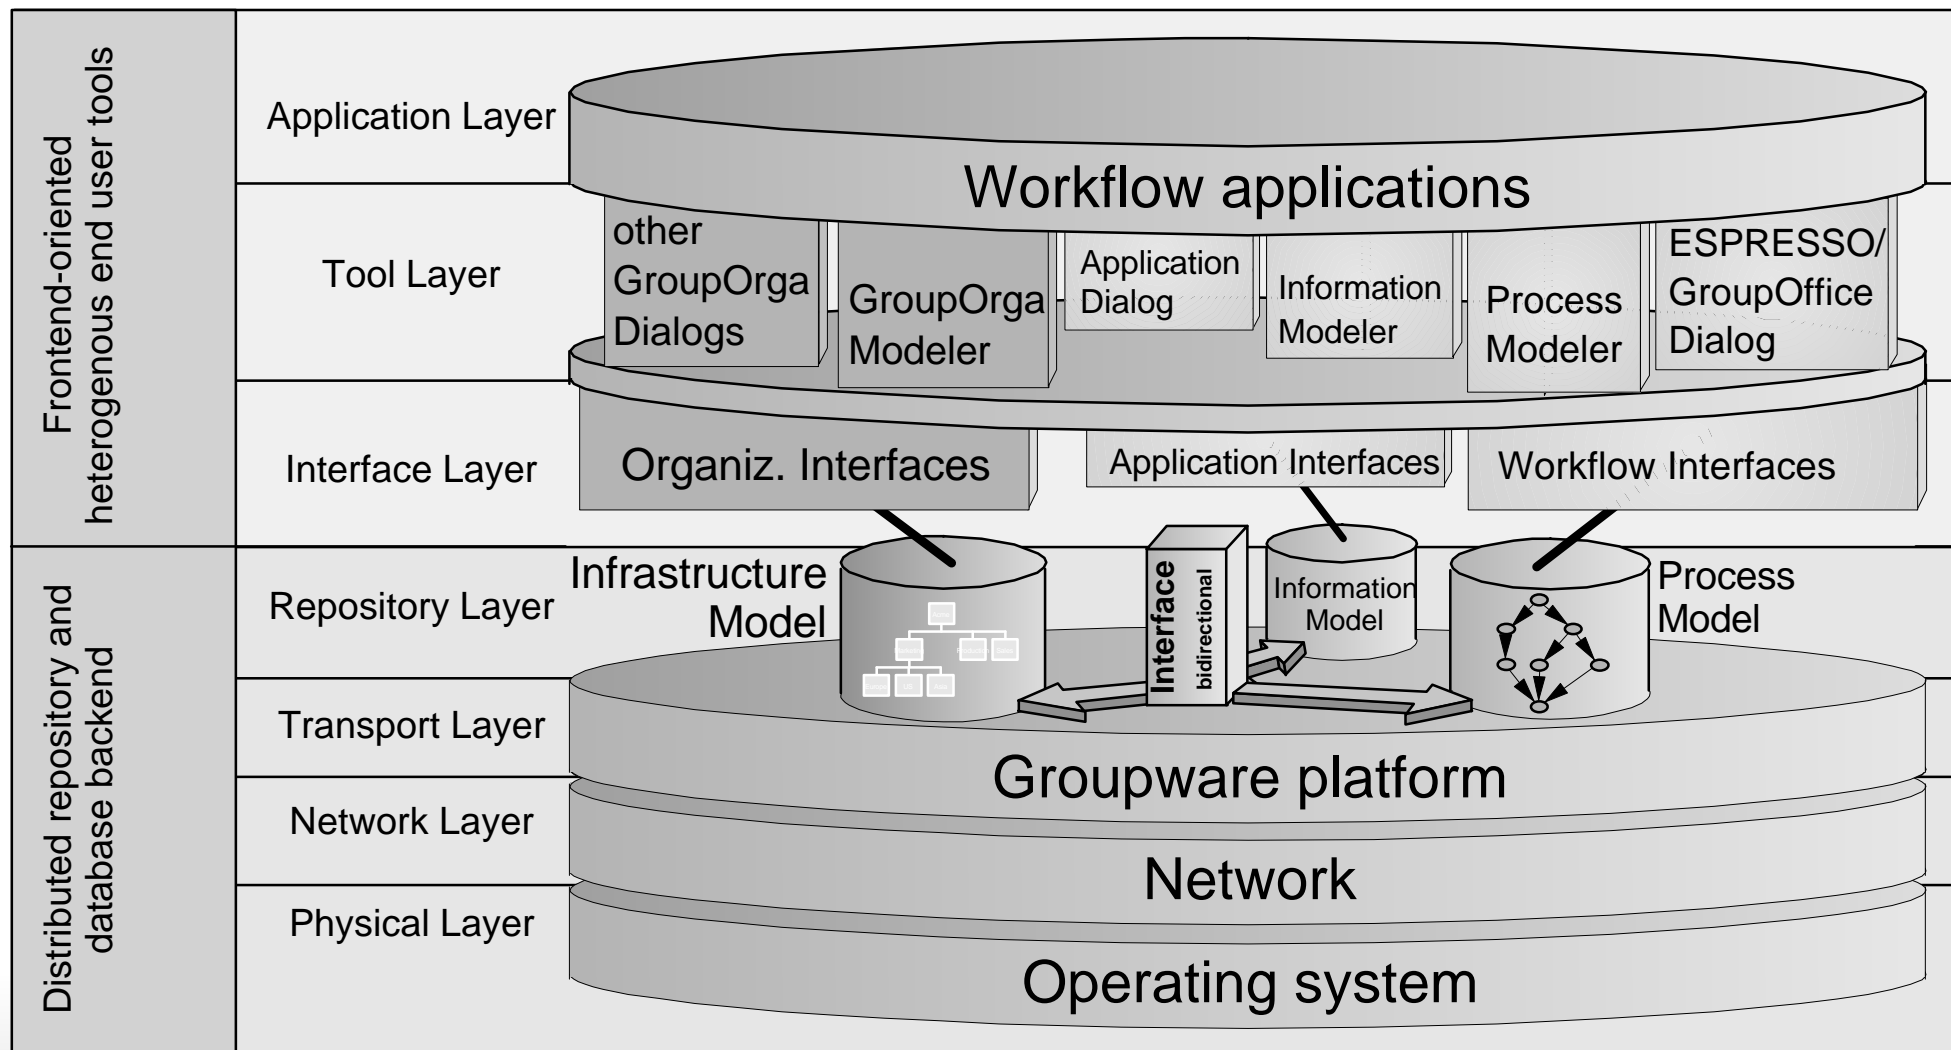 Frontend-oriented
heterogenous end user tools
Distributed repository and
database backend
Application Layer
Tool Layer
Interface Layer
Repository Layer
Transport Layer
Network Layer
Physical Layer
Workflow applications
other
GroupOrga
Dialogs
GroupOrga
Modeler
Application
Dialog
Information
Modeler
Process
Modeler
ESPRESSO/
GroupOffice
Dialog
Organiz. Interfaces
Application Interfaces
Workflow Interfaces
Infrastructure
Model
Interface
bidirectional
Information
Model
Process
Model
Marketing
Production
Groupware platform
Network
Operating system